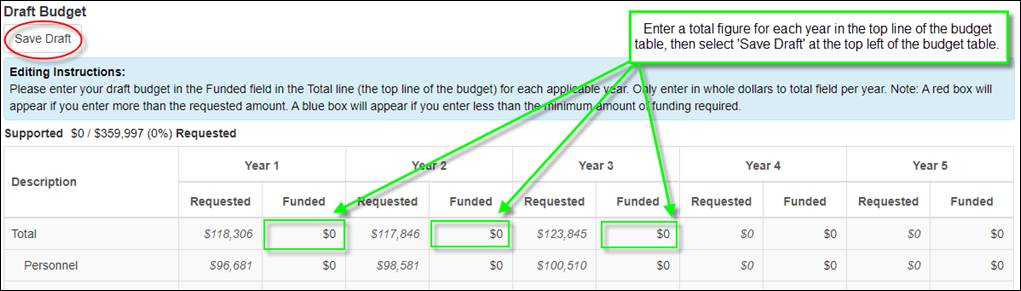 Draft Budget
Save Draft
Enter a total figure for each year in the top line of the budget
table, then select 'Save Draft' at the top left of the budget table.
Editing Instructions:
Please enter your draft budget in the Funded field in the Total line (the top line of the budget) for each applicable year. Only enter in whole dollars to total field per year. Note: A red box will
appear if you enter more than the requested amount. A blue box will appear if you enter less than the minimum amount of funding required.
Supported $0 / $359,997 (0%) Requested
Description Year 1 Year 2 Year 3 Year 4 Year 5
Requested Funded Requested Funded Requested Funded Requested Funded Requested Funded
Total $118,306 $0 $117,846 $0 $123,845 $0 $0 $0 $0 $0
Personnel $96,681 $0 $98,581 $0 $100,510 $0 $0 $0 $0 $0